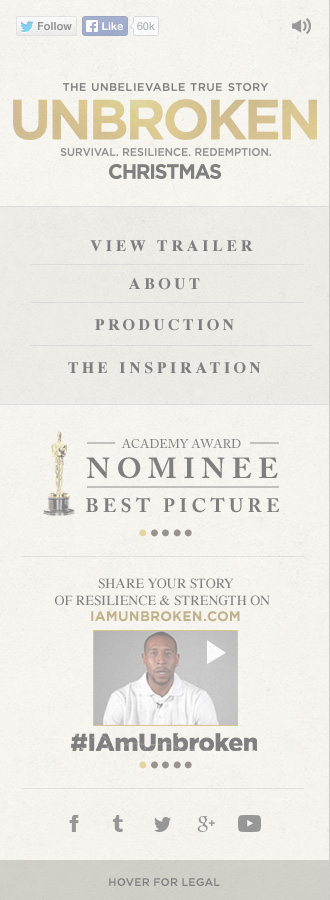 Follow
Like
60k
THE UNBELIEVABLE TRUE STORY
UNBROKEN
SURVIVAL. RESILIENCE. REDEMPTION.
CHRISTMAS
VIEW TRAILER
ABOUT
PRODUCTION
THE INSPIRATION
ACADEMY AWARD
NOMINEE
BEST PICTURE
SHARE YOUR STORY
OF RESILIENCE & STRENGTH ON
IAMUNBROKEN.COM
#IAmUnbroken
HOVER FOR LEGAL